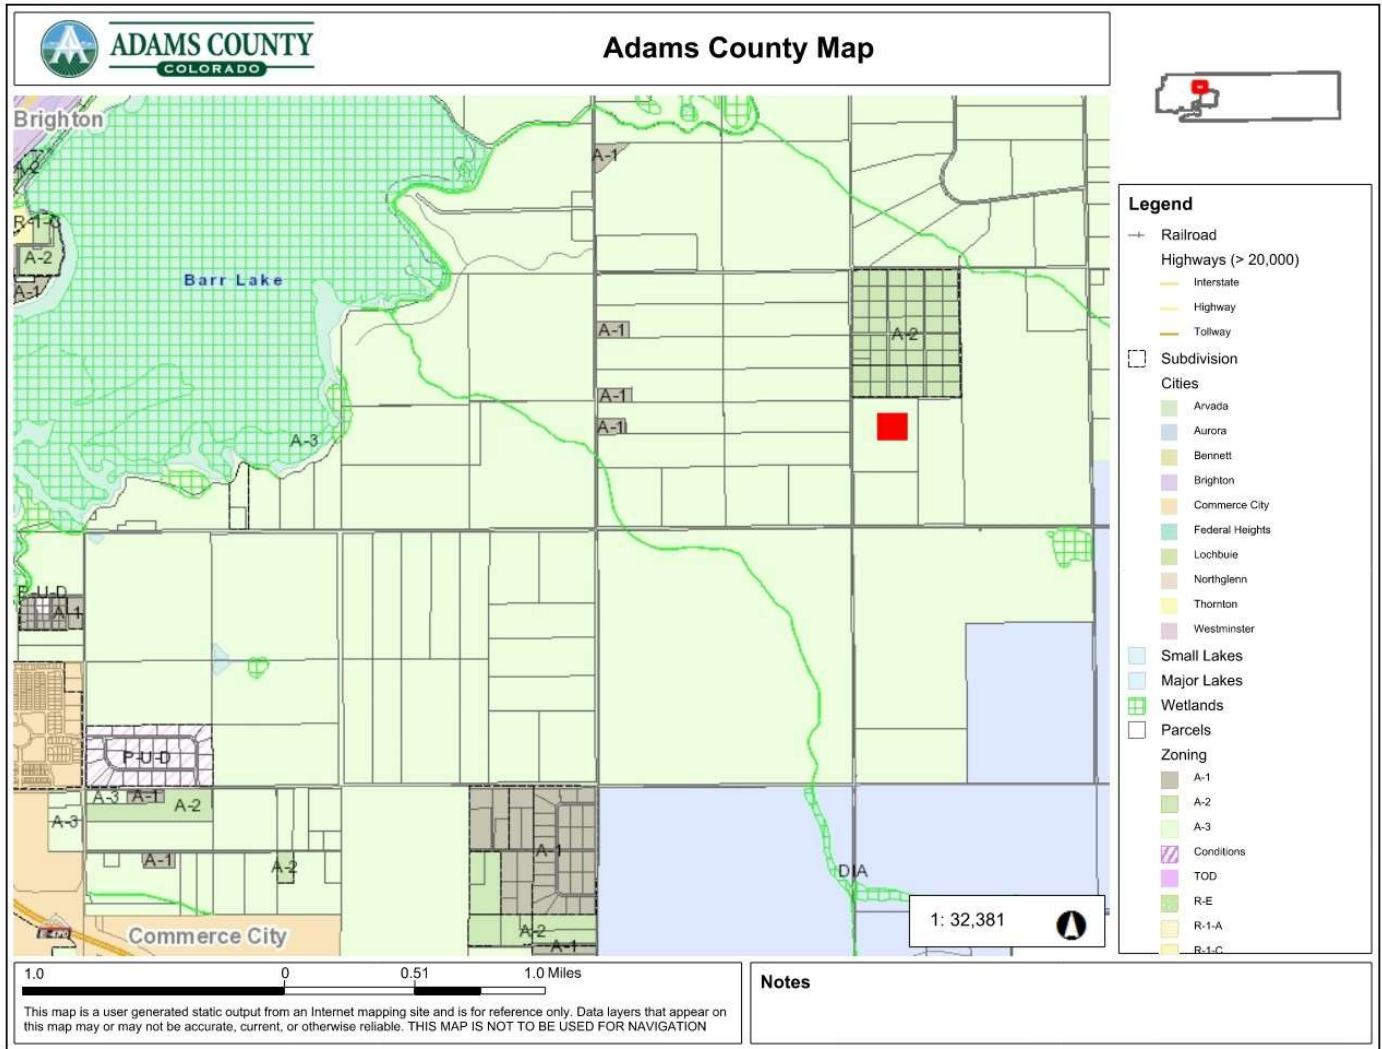 ADAMS COUNTY
COLORADO
Adams County Map
Brighton
A-1
A-2
R-1-C
A-2
A-1
Barr Lake
A-1
A-2
A-1
A-1
A-3
P-U-D
A-1
P-U-D
A-3
A-1
A-2
A-3
A-1
A-2
A-1
DIA
A-2
A-1
E-470
Commerce City
1: 32,381
Legend
Railroad
Highways (> 20,000)
Interstate
Highway
Tollway
Subdivision
Cities
Arvada
Aurora
Bennett
Brighton
Commerce City
Federal Heights
Lochbuie
Northglenn
Thornton
Westminster
Small Lakes
Major Lakes
Wetlands
Parcels
Zoning
A-1
A-2
A-3
Conditions
TOD
R-E
R-1-A
R-1-C
1.0 0 0.51 1.0 Miles
This map is a user generated static output from an Internet mapping site and is for reference only. Data layers that appear on
this map may or may not be accurate, current, or otherwise reliable. THIS MAP IS NOT TO BE USED FOR NAVIGATION
Notes